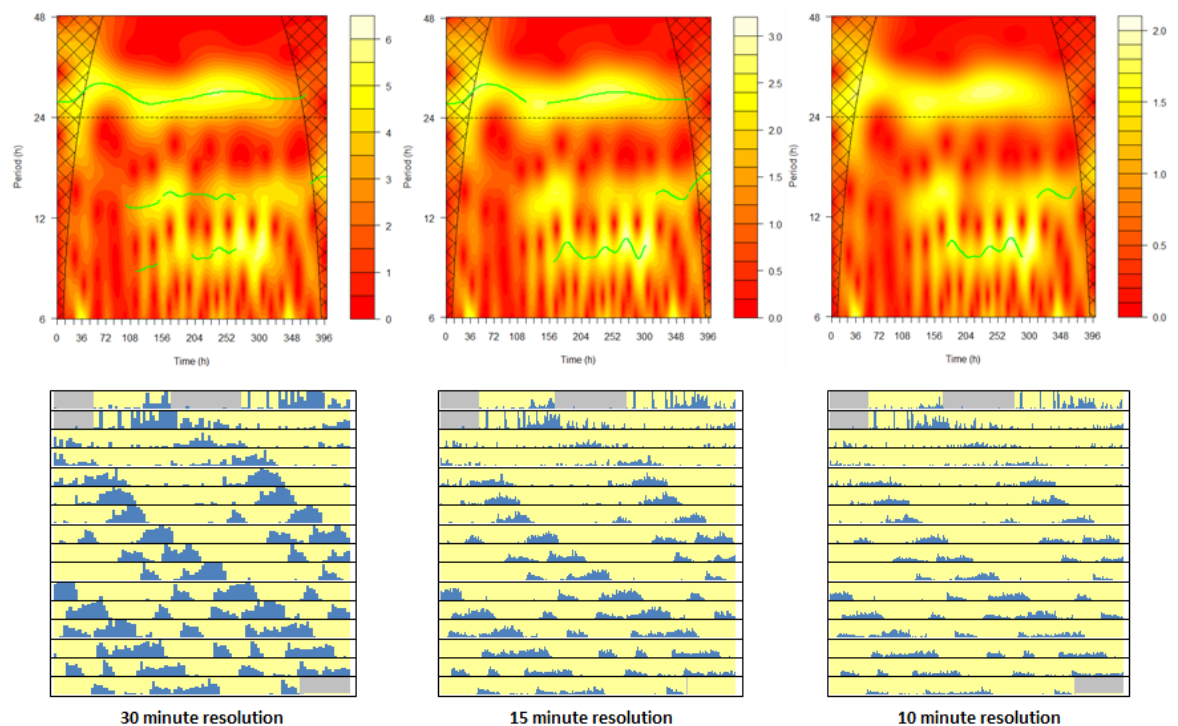 48
24
12
6
Period (h)
0 36 72 108 156 204 252 300 348 396
Time (h)
6
5
4
3
2
1
0
48
24
12
6
Period (h)
0 36 72 108 156 204 252 300 348 396
Time (h)
3.0
2.5
2.0
1.5
1.0
0.5
0.0
48
24
12
6
Period (h)
0 36 72 108 156 204 252 300 348 396
Time (h)
2.0
1.5
1.0
0.5
0.0
30 minute resolution
15 minute resolution
10 minute resolution